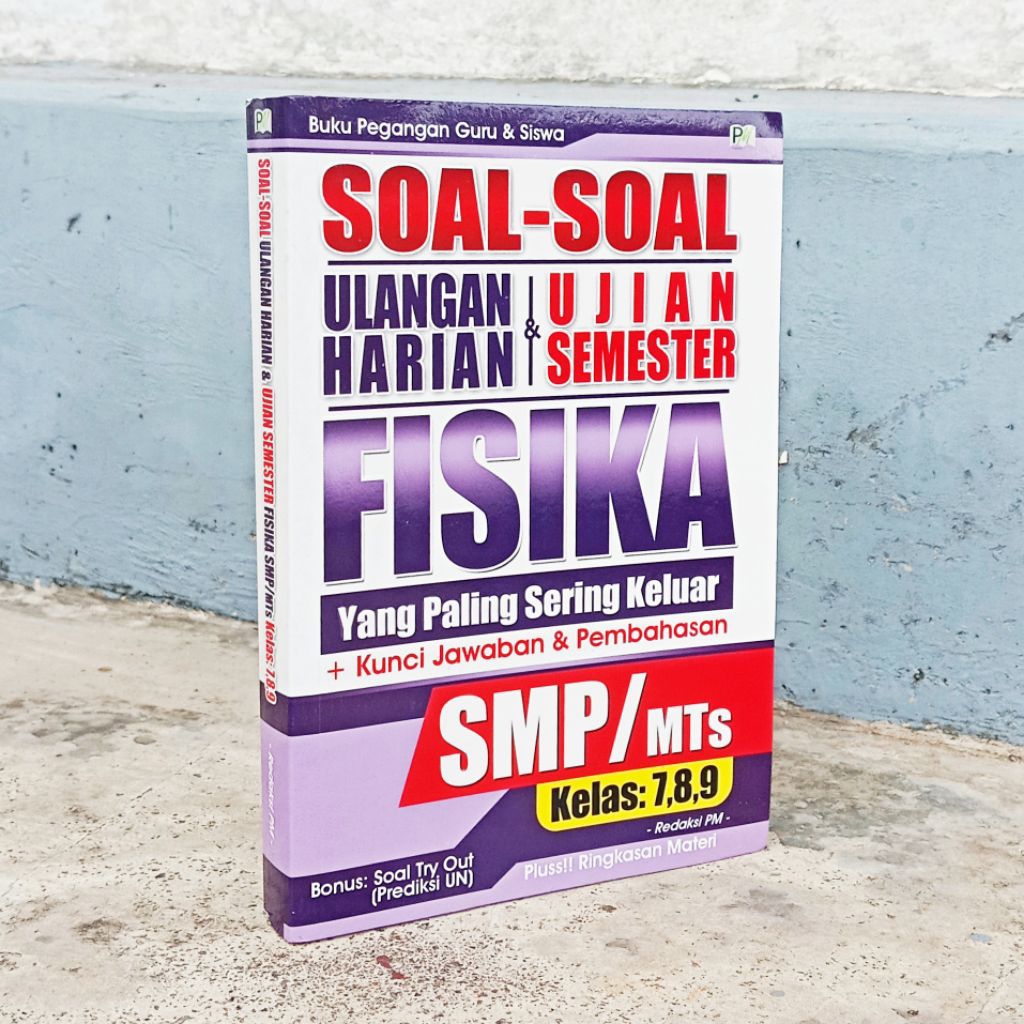 Buku Pegangan Guru & Siswa
SOAL-SOAL
ULANGAN HARIAN
&
UJIAN SEMESTER
FISIKA
Yang Paling Sering Keluar
+ Kunci Jawaban & Pembahasan
SMP/MTs
Kelas: 7,8,9
- Redaksi PM -
Bonus: Soal Try Out
(Prediksi UN)
Pluss!! Ringkasan Materi
SOAL-SOAL ULANGAN HARIAN & UJIAN SEMESTER FISIKA SMP/MTs Kelas: 7,8,9
- Redaksi PM -